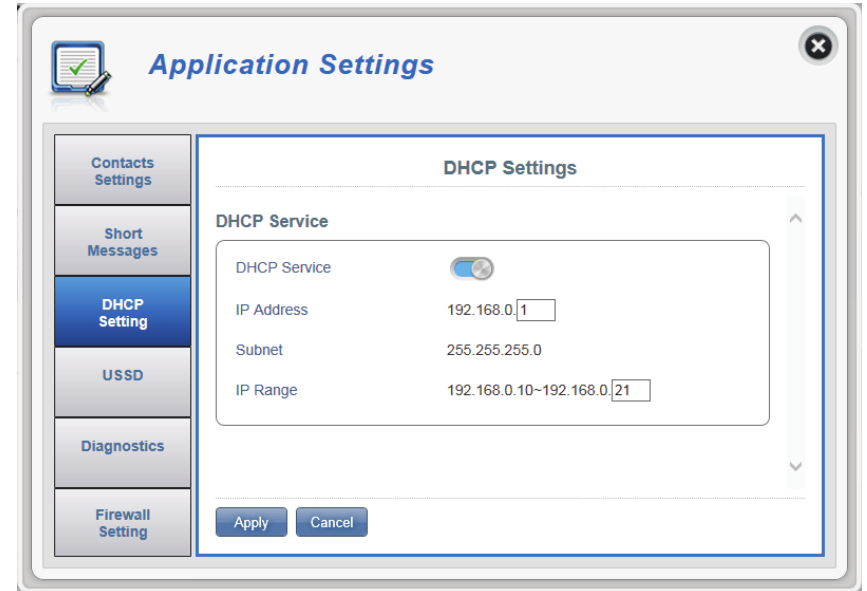 Application Settings
Contacts
Settings
Short
Messages
DHCP
Setting
USSD
Diagnostics
Firewall
Setting
DHCP Settings
DHCP Service
DHCP Service
IP Address 192.168.0.1
Subnet 255.255.255.0
IP Range 192.168.0.10~192.168.0.21
Apply Cancel